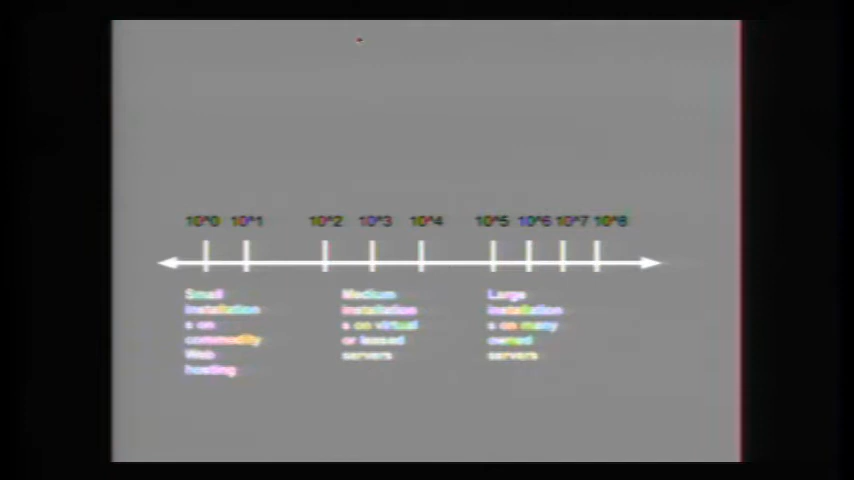 10^0 10^1 10^2 10^3 10^4 10^5 10^6 10^7 10^8
Small
installation
s on
commodity
Web
hosting
Medium
installation
s on virtual
or leased
servers
Large
installation
s on many
owned
servers